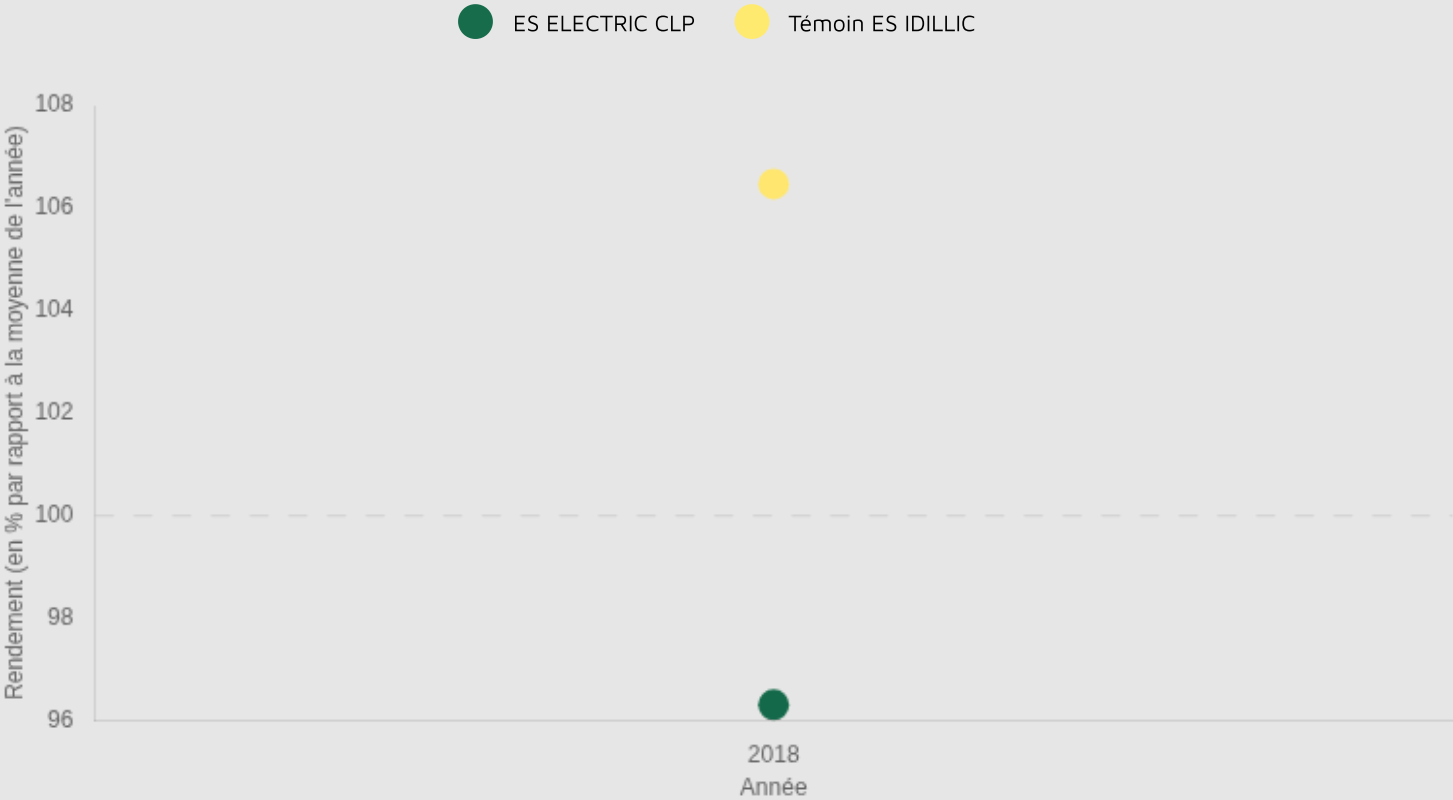 ES ELECTRIC CLP Témoin ES IDILLIC
Rendement (en % par rapport à la moyenne de l'année)
108
106
104
102
100
98
96
2018
Année